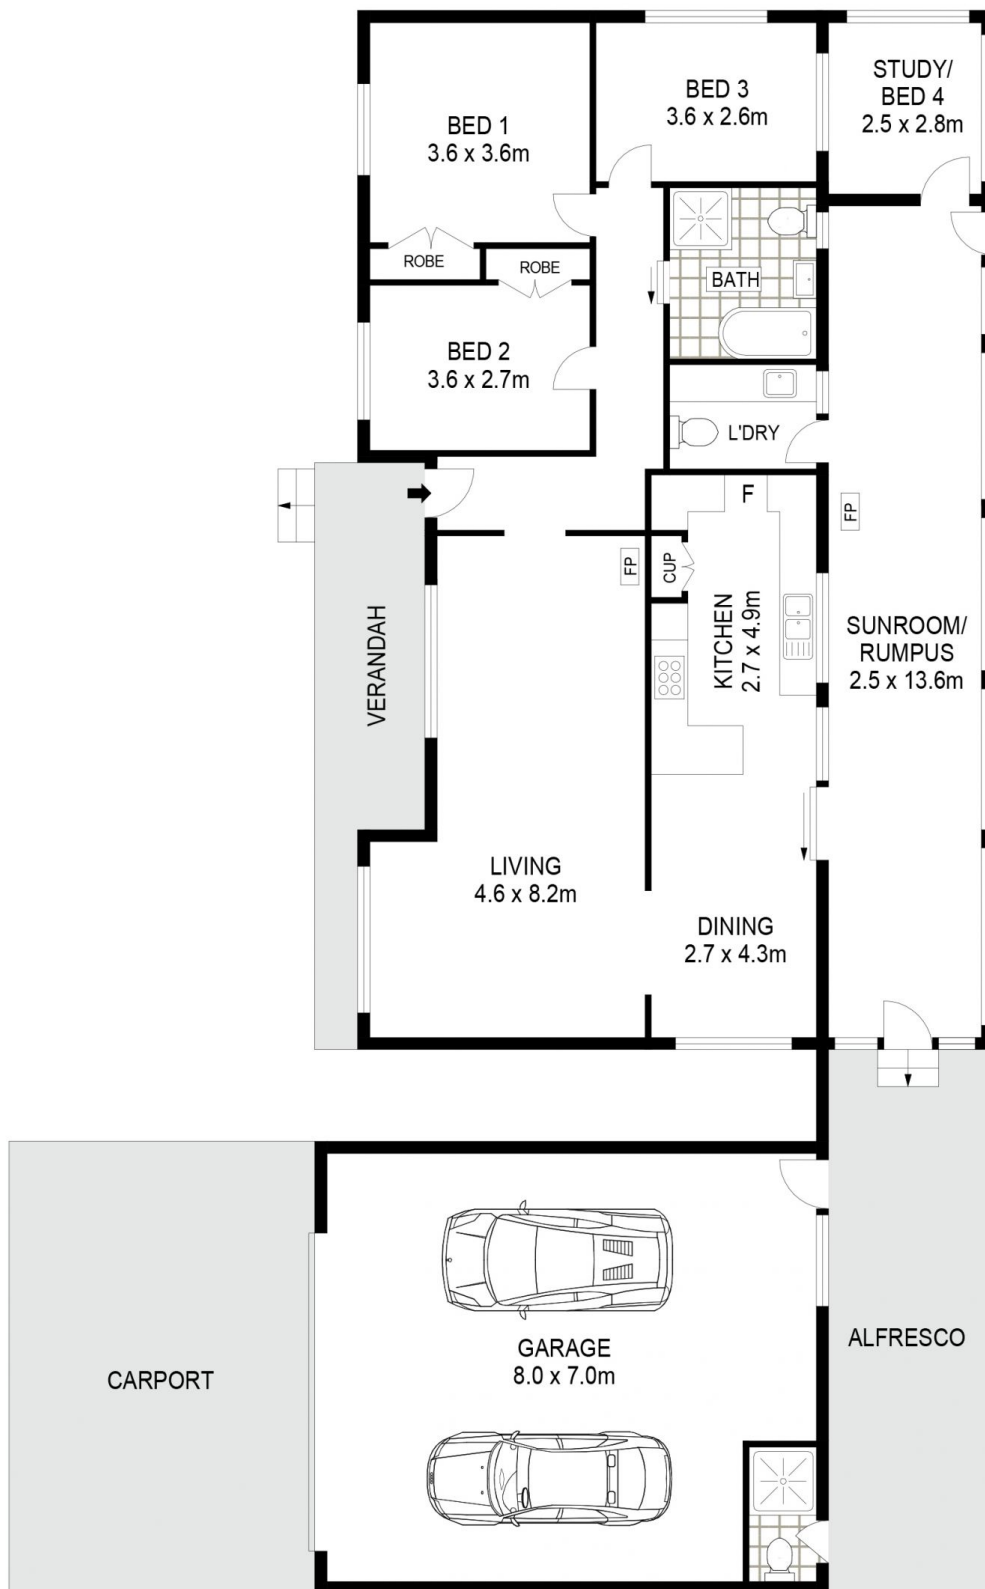 BED 1
3.6 x 3.6m
BED 3
3.6 x 2.6m
STUDY/
BED 4
2.5 x 2.8m
ROBE
ROBE
BATH
BED 2
3.6 x 2.7m
L'DRY
F
FP
FP
CUP
KITCHEN
2.7 x 4.9m
VERANDAH
SUNROOM/
RUMPUS
2.5 x 13.6m
LIVING
4.6 x 8.2m
DINING
2.7 x 4.3m
GARAGE
8.0 x 7.0m
ALFRESCO
CARPORT